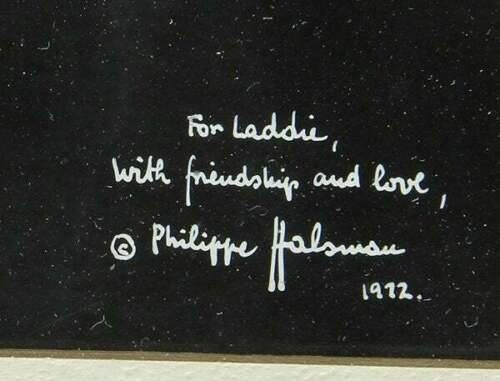 For Laddie,
With friendship and love,
© Philippe Halsman
1972.